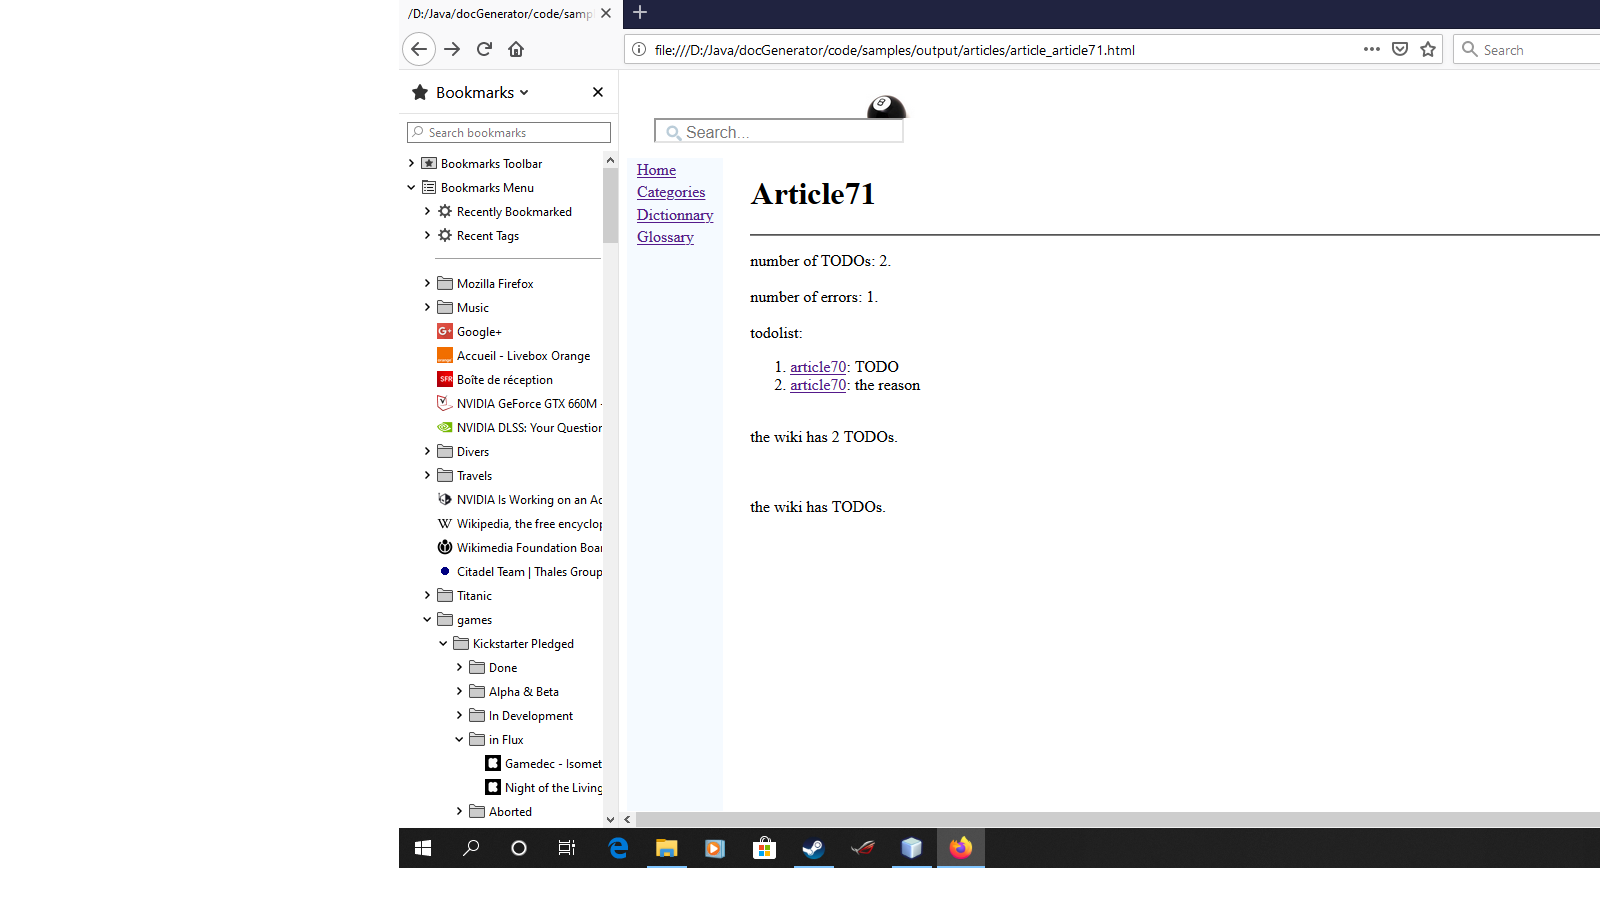 /D:/Java/docGenerator/code/samp
file:///D:/Java/docGenerator/code/samples/output/articles/article_article71.html
Search
Bookmarks
Search bookmarks
Bookmarks Toolbar
Bookmarks Menu
Recently Bookmarked
Recent Tags
Mozilla Firefox
Music
Google+
Accueil - Livebox Orange
Boîte de réception
NVIDIA GeForce GTX 660M -
NVIDIA DLSS: Your Question
Divers
Travels
NVIDIA Is Working on an Ad
Wikipedia, the free encyclop
Wikimedia Foundation Boar
Citadel Team | Thales Group
Titanic
games
Kickstarter Pledged
Done
Alpha & Beta
In Development
in Flux
Gamedec - Isomet
Night of the Living
Aborted
8
Search...
Home
Categories
Dictionnary
Glossary
Article71
number of TODOs: 2.
number of errors: 1.
todolist:
1. article70: TODO
2. article70: the reason
the wiki has 2 TODOs.
the wiki has TODOs.